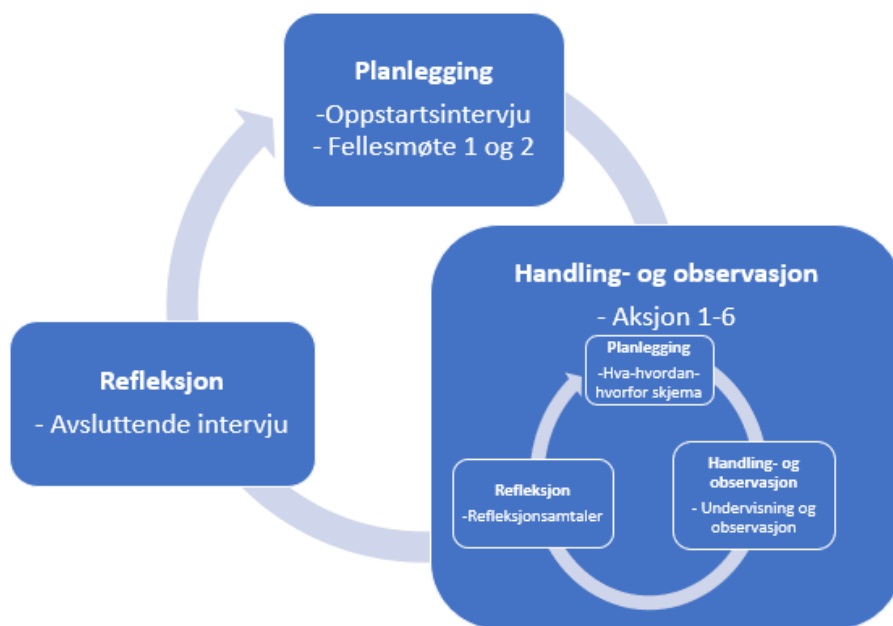 Planlegging
-Oppstartsintervju
- Fellesmøte 1 og 2
Handling- og observasjon
- Aksjon 1-6
Planlegging
-Hva-hvordan-
hvorfor skjema
Handling- og
observasjon
- Undervisning og
observasjon
Refleksjon
-Refleksjonsamtaler
Refleksjon
- Avsluttende intervju